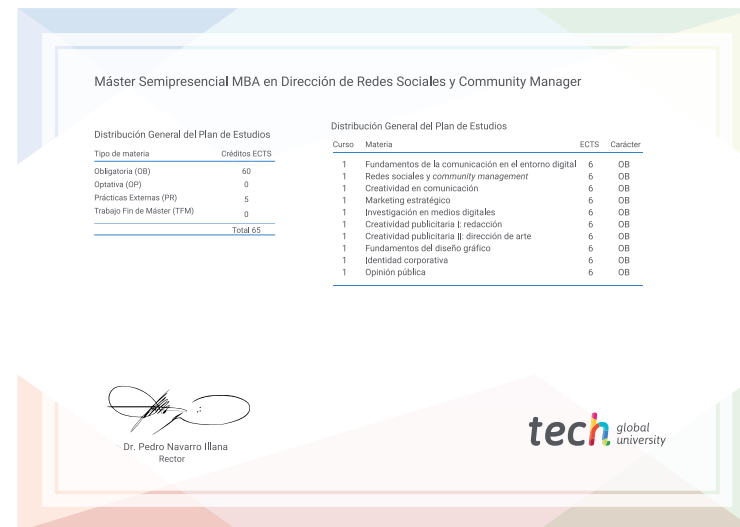 Máster Semipresencial MBA en Dirección de Redes Sociales y Community Manager
Distribución General del Plan de Estudios
Tipo de materia Créditos ECTS
Obligatoria (OB) 60
Optativa (OP) 0
Prácticas Externas (PR) 5
Trabajo Fin de Máster (TFM) 0
Total 65
Distribución General del Plan de Estudios
Curso Materia ECTS Carácter
1 Fundamentos de la comunicación en el entorno digital 6 OB
1 Redes sociales y community management 6 OB
1 Creatividad en comunicación 6 OB
1 Marketing estratégico 6 OB
1 Investigación en medios digitales 6 OB
1 Creatividad publicitaria I: redacción 6 OB
1 Creatividad publicitaria II: dirección de arte 6 OB
1 Fundamentos del diseño gráfico 6 OB
1 Identidad corporativa 6 OB
1 Opinión pública 6 OB
Dr. Pedro Navarro Illana
Rector
tech global
university